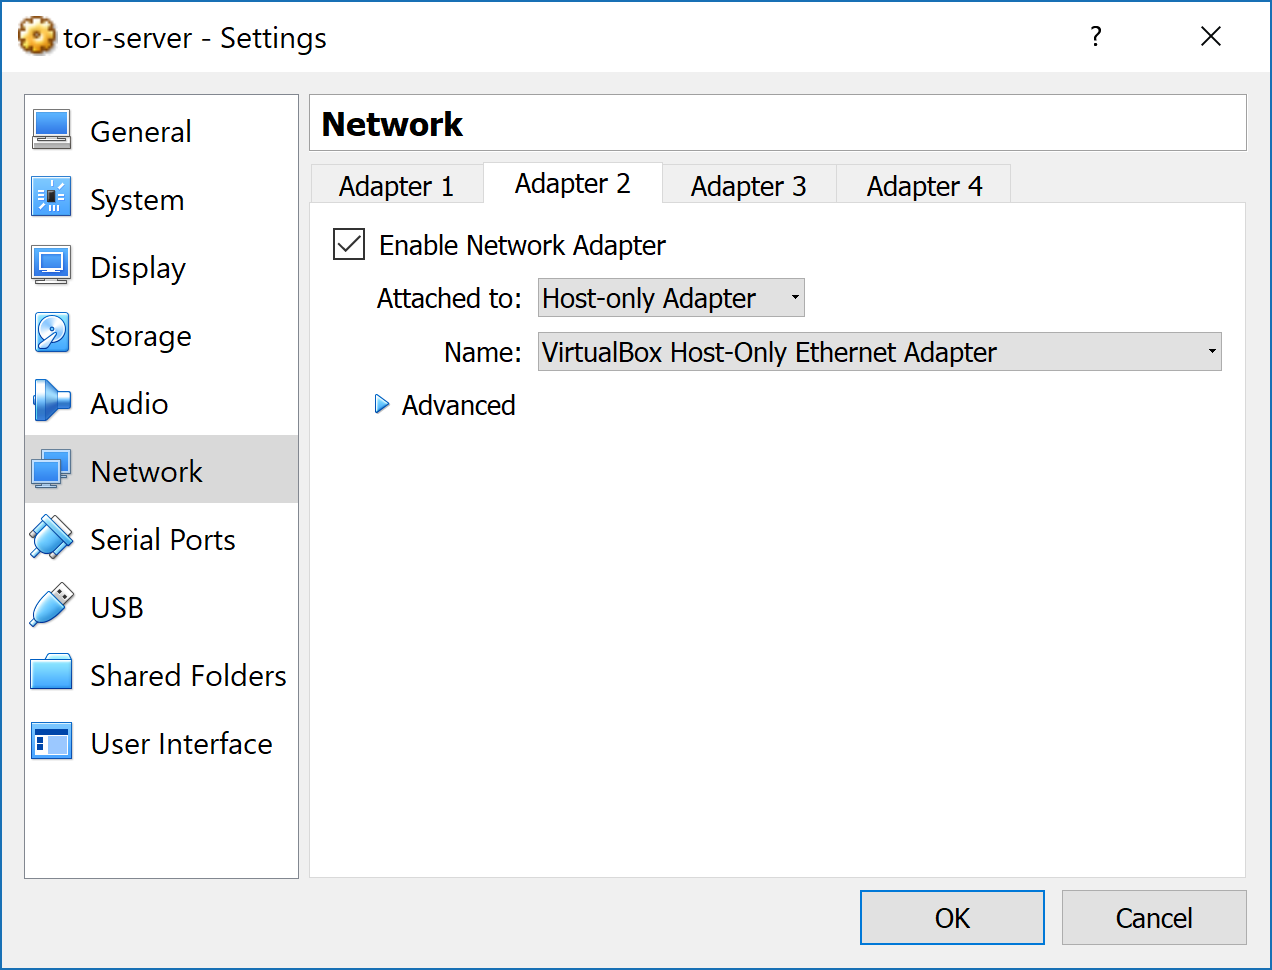 tor-server - Settings
?
General
System
Display
Storage
Audio
Network
Serial Ports
USB
Shared Folders
User Interface
Network
Adapter 1 Adapter 2 Adapter 3 Adapter 4
Enable Network Adapter
Attached to: Host-only Adapter
Name: VirtualBox Host-Only Ethernet Adapter
Advanced
OK Cancel